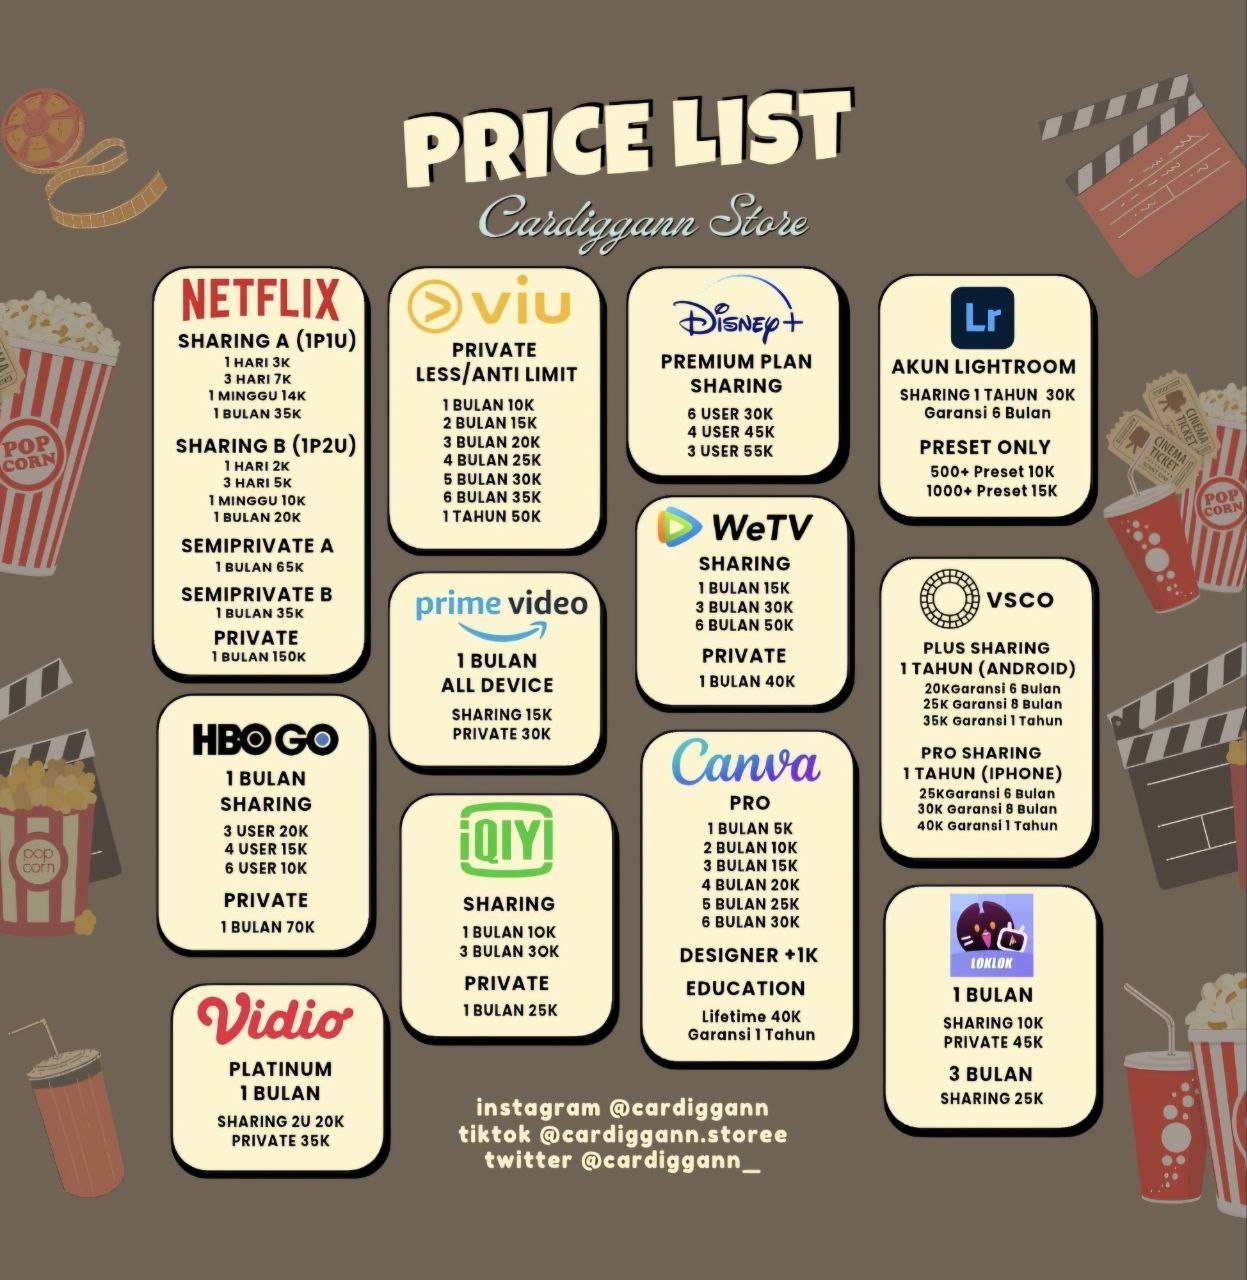 PRICE LIST
Cardiggann Store
NETFLIX
SHARING A (1P1U)
1 HARI 3K
3 HARI 7K
1 MINGGU 14K
1 BULAN 35K
SHARING B (1P2U)
1 HARI 2K
3 HARI 5K
1 MINGGU 10K
1 BULAN 20K
SEMIPRIVATE A
1 BULAN 65K
SEMIPRIVATE B
1 BULAN 35K
PRIVATE
1 BULAN 150K
HBO GO
1 BULAN
SHARING
3 USER 20K
4 USER 15K
6 USER 10K
PRIVATE
1 BULAN 70K
Vidio
PLATINUM
1 BULAN
SHARING 2U 20K
PRIVATE 35K
viu
PRIVATE
LESS/ANTI LIMIT
1 BULAN 10K
2 BULAN 15K
3 BULAN 20K
4 BULAN 25K
5 BULAN 30K
6 BULAN 35K
1 TAHUN 50K
prime video
1 BULAN
ALL DEVICE
SHARING 15K
PRIVATE 30K
iQIYI
SHARING
1 BULAN 10K
3 BULAN 30K
PRIVATE
1 BULAN 25K
Disney+
PREMIUM PLAN
SHARING
6 USER 30K
4 USER 45K
3 USER 55K
WeTV
SHARING
1 BULAN 15K
3 BULAN 30K
6 BULAN 50K
PRIVATE
1 BULAN 40K
Canva
PRO
1 BULAN 5K
2 BULAN 10K
3 BULAN 15K
4 BULAN 20K
5 BULAN 25K
6 BULAN 30K
DESIGNER +1K
EDUCATION
Lifetime 40K
Garansi 1 Tahun
Lr
AKUN LIGHTROOM
SHARING 1 TAHUN 30K
Garansi 6 Bulan
PRESET ONLY
500+ Preset 10K
1000+ Preset 15K
VSCO
PLUS SHARING
1 TAHUN (ANDROID)
20KGaransi 6 Bulan
25K Garansi 8 Bulan
35K Garansi 1 Tahun
PRO SHARING
1 TAHUN (IPHONE)
25KGaransi 6 Bulan
30K Garansi 8 Bulan
40K Garansi 1 Tahun
LOKLOK
1 BULAN
SHARING 10K
PRIVATE 45K
3 BULAN
SHARING 25K
instagram @cardiggann
tiktok @cardiggann.storee
twitter @cardiggann_
POP
CORN
pop
corn
CINEMA
TICKET
CINEMA
TICKET
POP
CORN